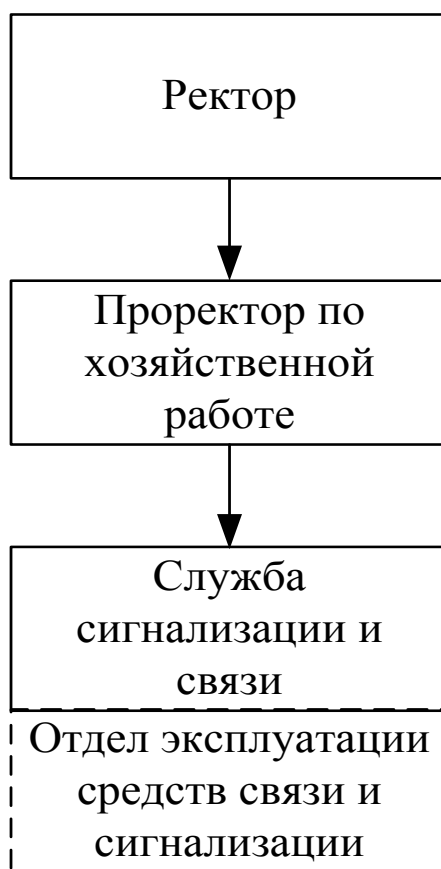 Ректор
Проректор по
хозяйственной
работе
Служба
сигнализации и
связи
Отдел эксплуатации
средств связи и
сигнализации